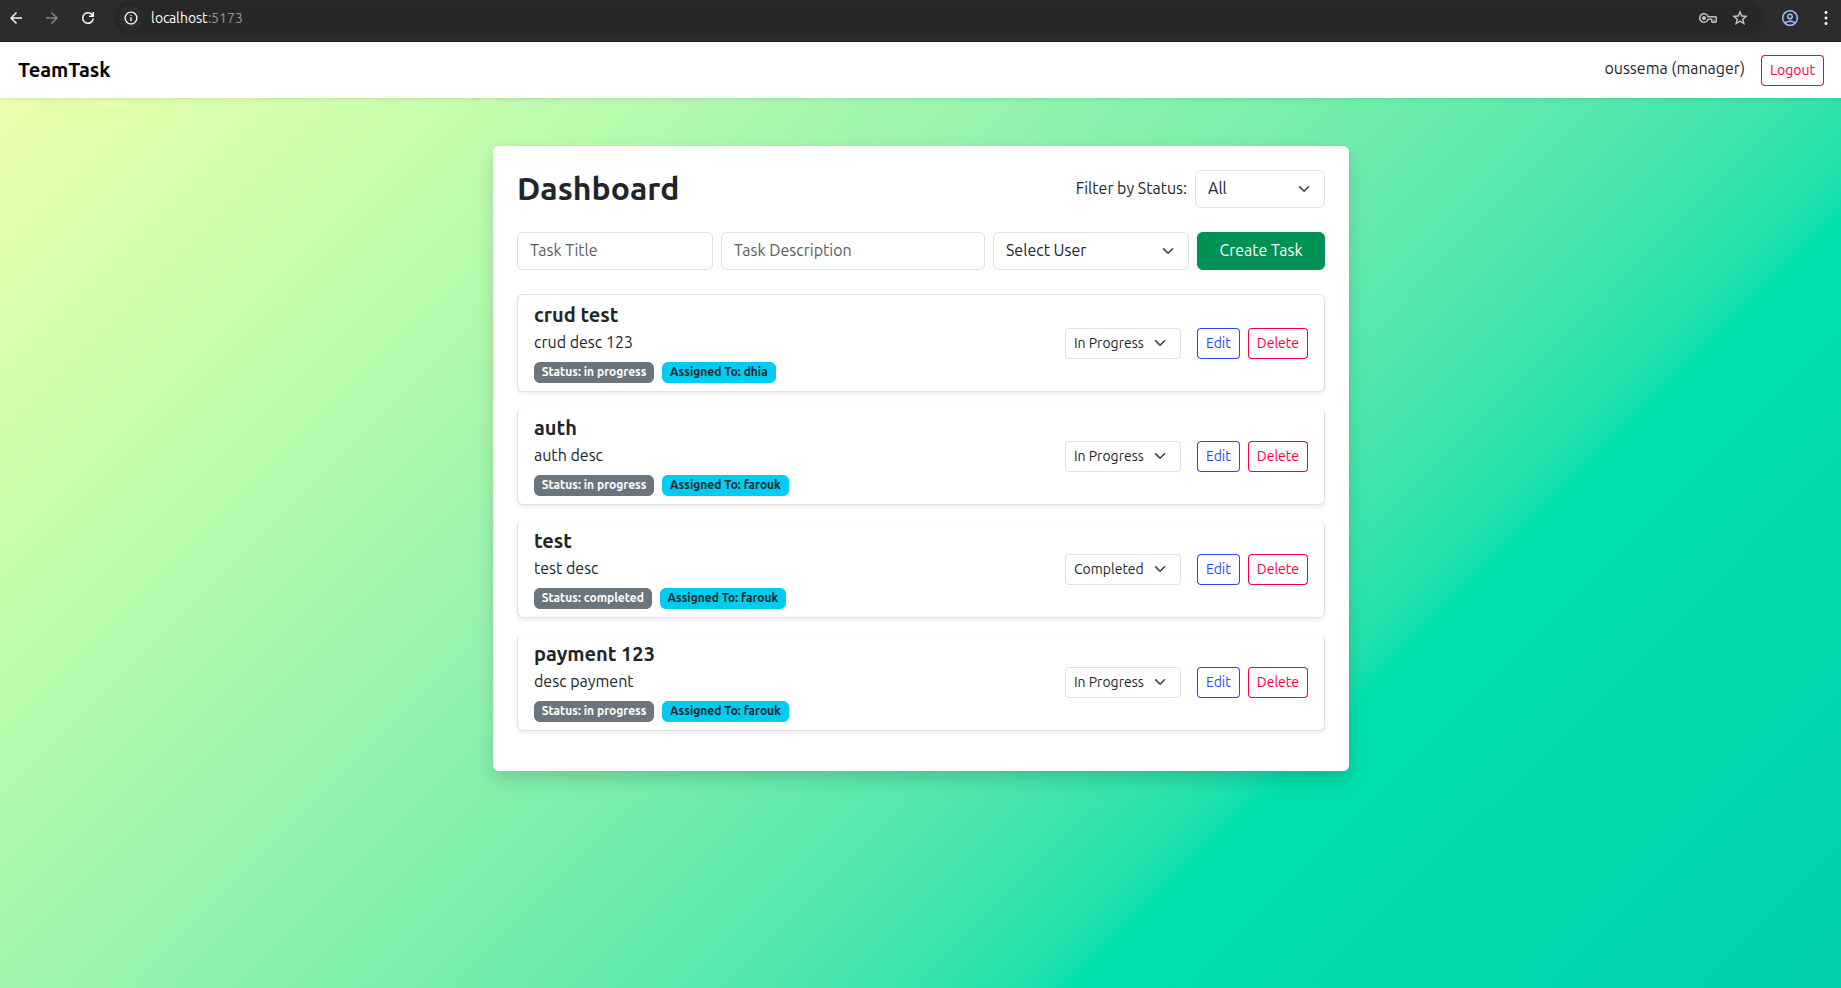 localhost:5173
TeamTask
oussema (manager) Logout
Dashboard
Filter by Status: All
Task Title Task Description Select User Create Task
crud test
crud desc 123
In Progress Edit Delete
Status: in progress Assigned To: dhia
auth
auth desc
In Progress Edit Delete
Status: in progress Assigned To: farouk
test
test desc
Completed Edit Delete
Status: completed Assigned To: farouk
payment 123
desc payment
In Progress Edit Delete
Status: in progress Assigned To: farouk